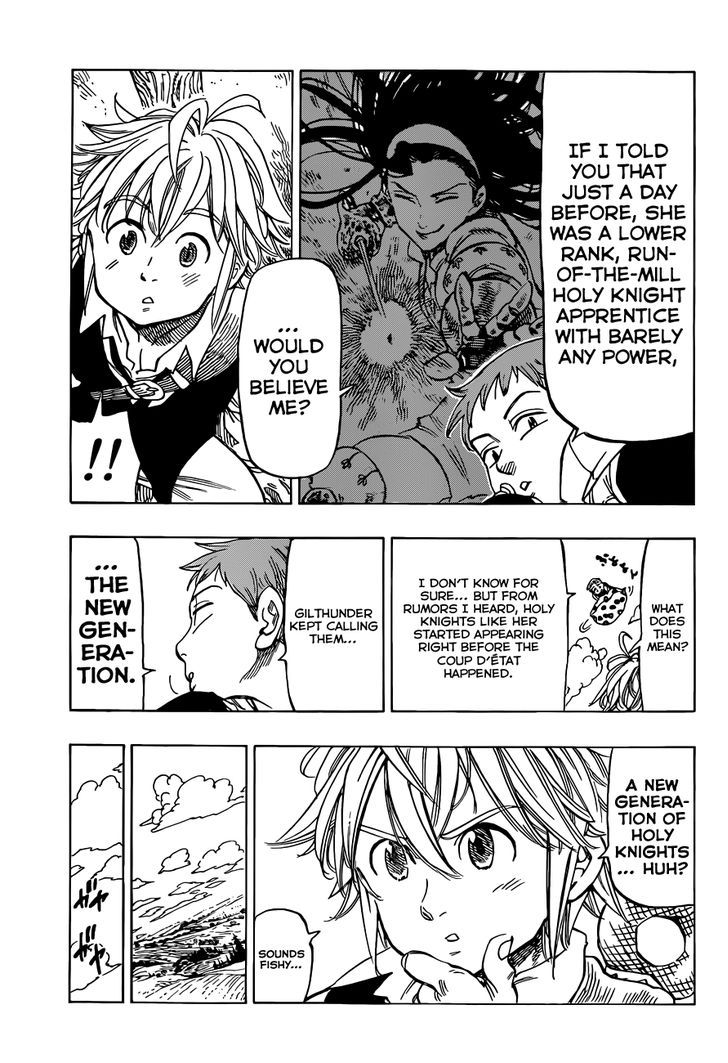 IF I TOLD
YOU THAT
JUST A DAY
BEFORE, SHE
WAS A LOWER
RANK, RUN-
OF-THE-MILL
HOLY KNIGHT
APPRENTICE
WITH BARELY
ANY POWER,
...
WOULD
YOU
BELIEVE
ME?
!!
WHAT
DOES
THIS
MEAN?
I DON'T KNOW FOR
SURE... BUT FROM
RUMORS I HEARD, HOLY
KNIGHTS LIKE HER
STARTED APPEARING
RIGHT BEFORE THE
COUP D'ÉTAT
HAPPENED.
GILTHUNDER
KEPT CALLING
THEM...
...
THE
NEW
GEN-
ERA-
TION.
A NEW
GENERA-
TION OF
HOLY
KNIGHTS
... HUH?
SOUNDS
FISHY...